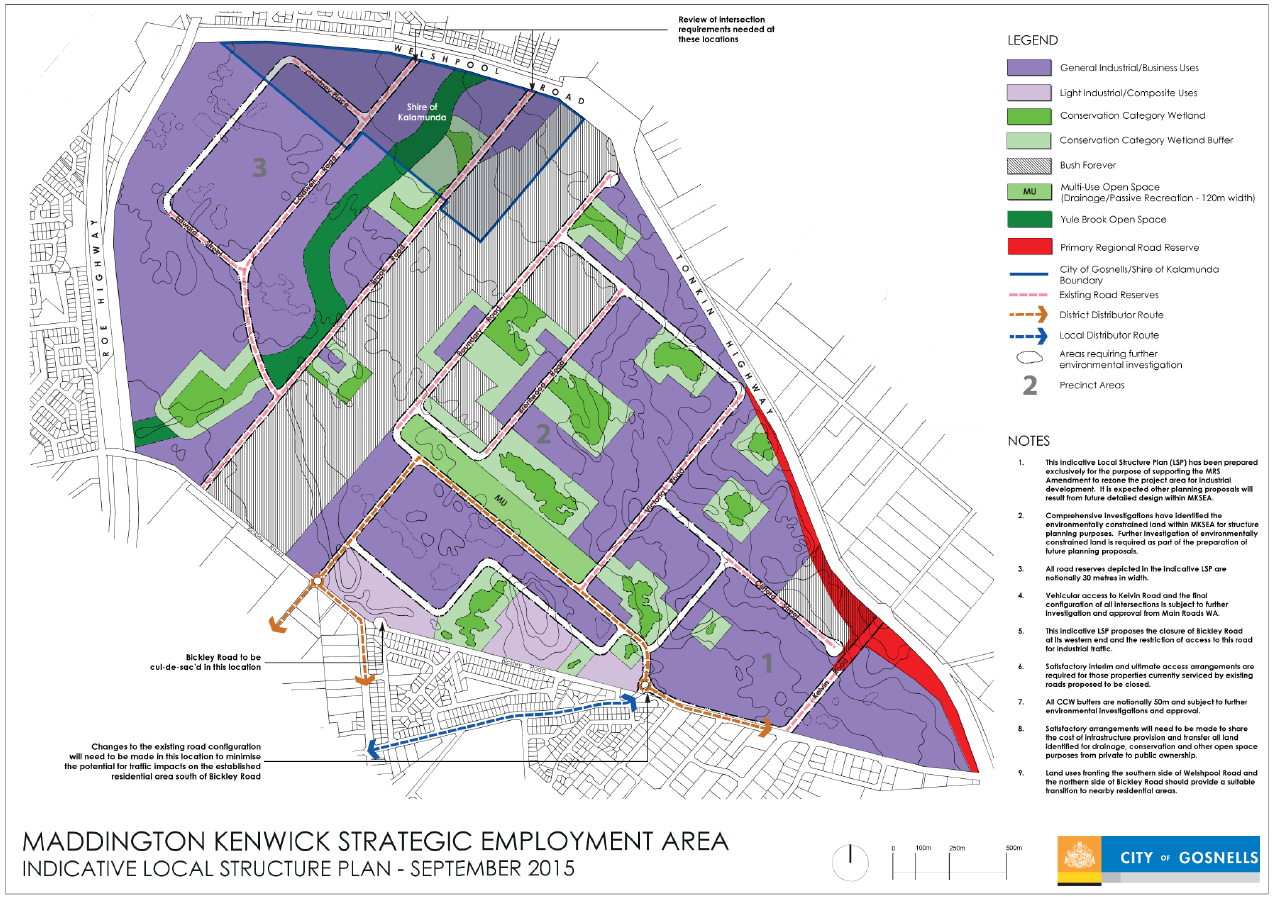 Review of intersection
requirements needed at
these locations
WELSHPOOL ROAD
Shire of
Kalamunda
3
ROE HIGHWAY
TONKIN HIGHWAY
Boundary Road
2
MU
1
Kelvin Road
Bickley Road to be
cul-de-sac'd in this location
Changes to the existing road configuration
will need to be made in this location to minimise
the potential for traffic impacts on the established
residential area south of Bickley Road
LEGEND
General Industrial/Business Uses
Light Industrial/Composite Uses
Conservation Category Wetland
Conservation Category Wetland Buffer
Bush Forever
MU
Multi-Use Open Space
(Drainage/Passive Recreation - 120m width)
Yule Brook Open Space
Primary Regional Road Reserve
City of Gosnells/Shire of Kalamunda
Boundary
Existing Road Reserves
District Distributor Route
Local Distributor Route
Areas requiring further
environmental investigation
2
Precinct Areas
NOTES
1. This Indicative Local Structure Plan (LSP) has been prepared
exclusively for the purpose of supporting the MRS
Amendment to rezone the project area for industrial
development. It is expected other planning proposals will
result from future detailed design within MKSEA.
2. Comprehensive investigations have identified the
environmentally constrained land within MKSEA for structure
planning purposes. Further investigation of environmentally
constrained land is required as part of the preparation of
future planning proposals.
3. All road reserves depicted in the indicative LSP are
notionally 30 metres in width.
4. Vehicular access to Kelvin Road and the final
configuration of all intersections is subject to further
investigation and approval from Main Roads WA.
5. This indicative LSP proposes the closure of Bickley Road
at its western end and the restriction of access to this road
for industrial traffic.
6. Satisfactory interim and ultimate access arrangements are
required for those properties currently serviced by existing
roads proposed to be closed.
7. All CCW buffers are notionally 50m and subject to further
environmental investigations and approval.
8. Satisfactory arrangements will need to be made to share
the cost of infrastructure provision and transfer all land
identified for drainage, conservation and other open space
purposes from private to public ownership.
9. Land uses fronting the southern side of Welshpool Road and
the northern side of Bickley Road should provide a suitable
transition to nearby residential areas.
MADDINGTON KENWICK STRATEGIC EMPLOYMENT AREA
INDICATIVE LOCAL STRUCTURE PLAN - SEPTEMBER 2015
0 100m 250m 500m
CITY OF GOSNELLS